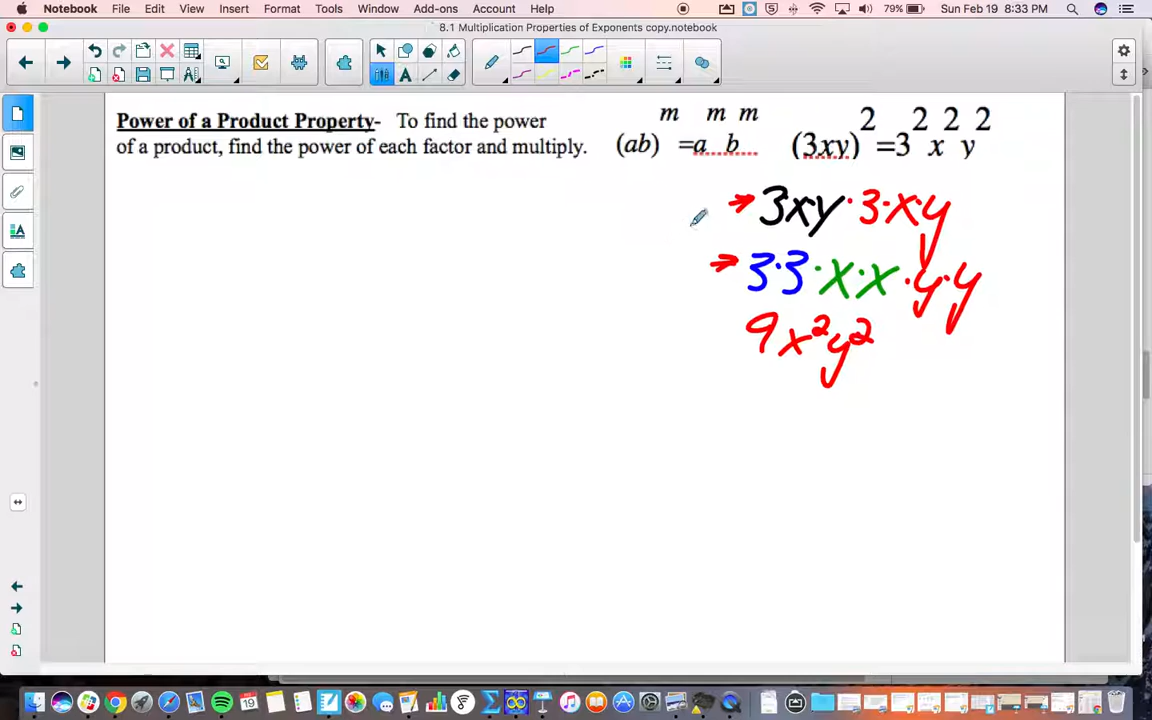 Notebook File Edit View Insert Format Tools Window Add-ons Account Help 79% Sun Feb 19 8:33 PM
8.1 Multiplication Properties of Exponents copy.notebook
Power of a Product Property- To find the power
of a product, find the power of each factor and multiply.
(ab)^m =a^m b^m (3xy)^2 =3^2 x^2 y^2
→ 3x·y · 3·x·y
→ 3·3 · x·x · y·y
9x²y²